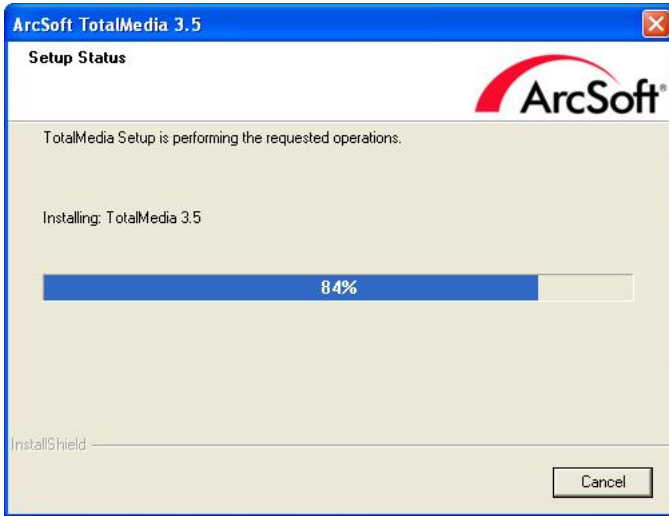 ArcSoft TotalMedia 3.5
Setup Status
ArcSoft®
TotalMedia Setup is performing the requested operations.
Installing: TotalMedia 3.5
84%
InstallShield
Cancel